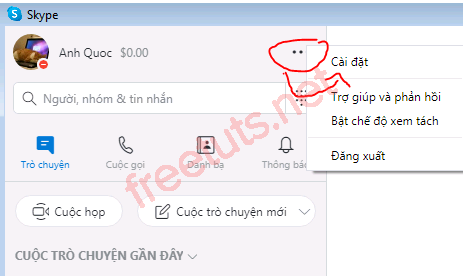 Skype
Anh Quoc $0.00
Cài đặt
Người, nhóm & tin nhắn
Trợ giúp và phản hồi
Bật chế độ xem tách
Trò chuyện Cuộc gọi Danh bạ Thông báo
Đăng xuất
Cuộc họp Cuộc trò chuyện mới
CUỘC TRÒ CHUYỆN GẦN ĐÂY
freetuts.net